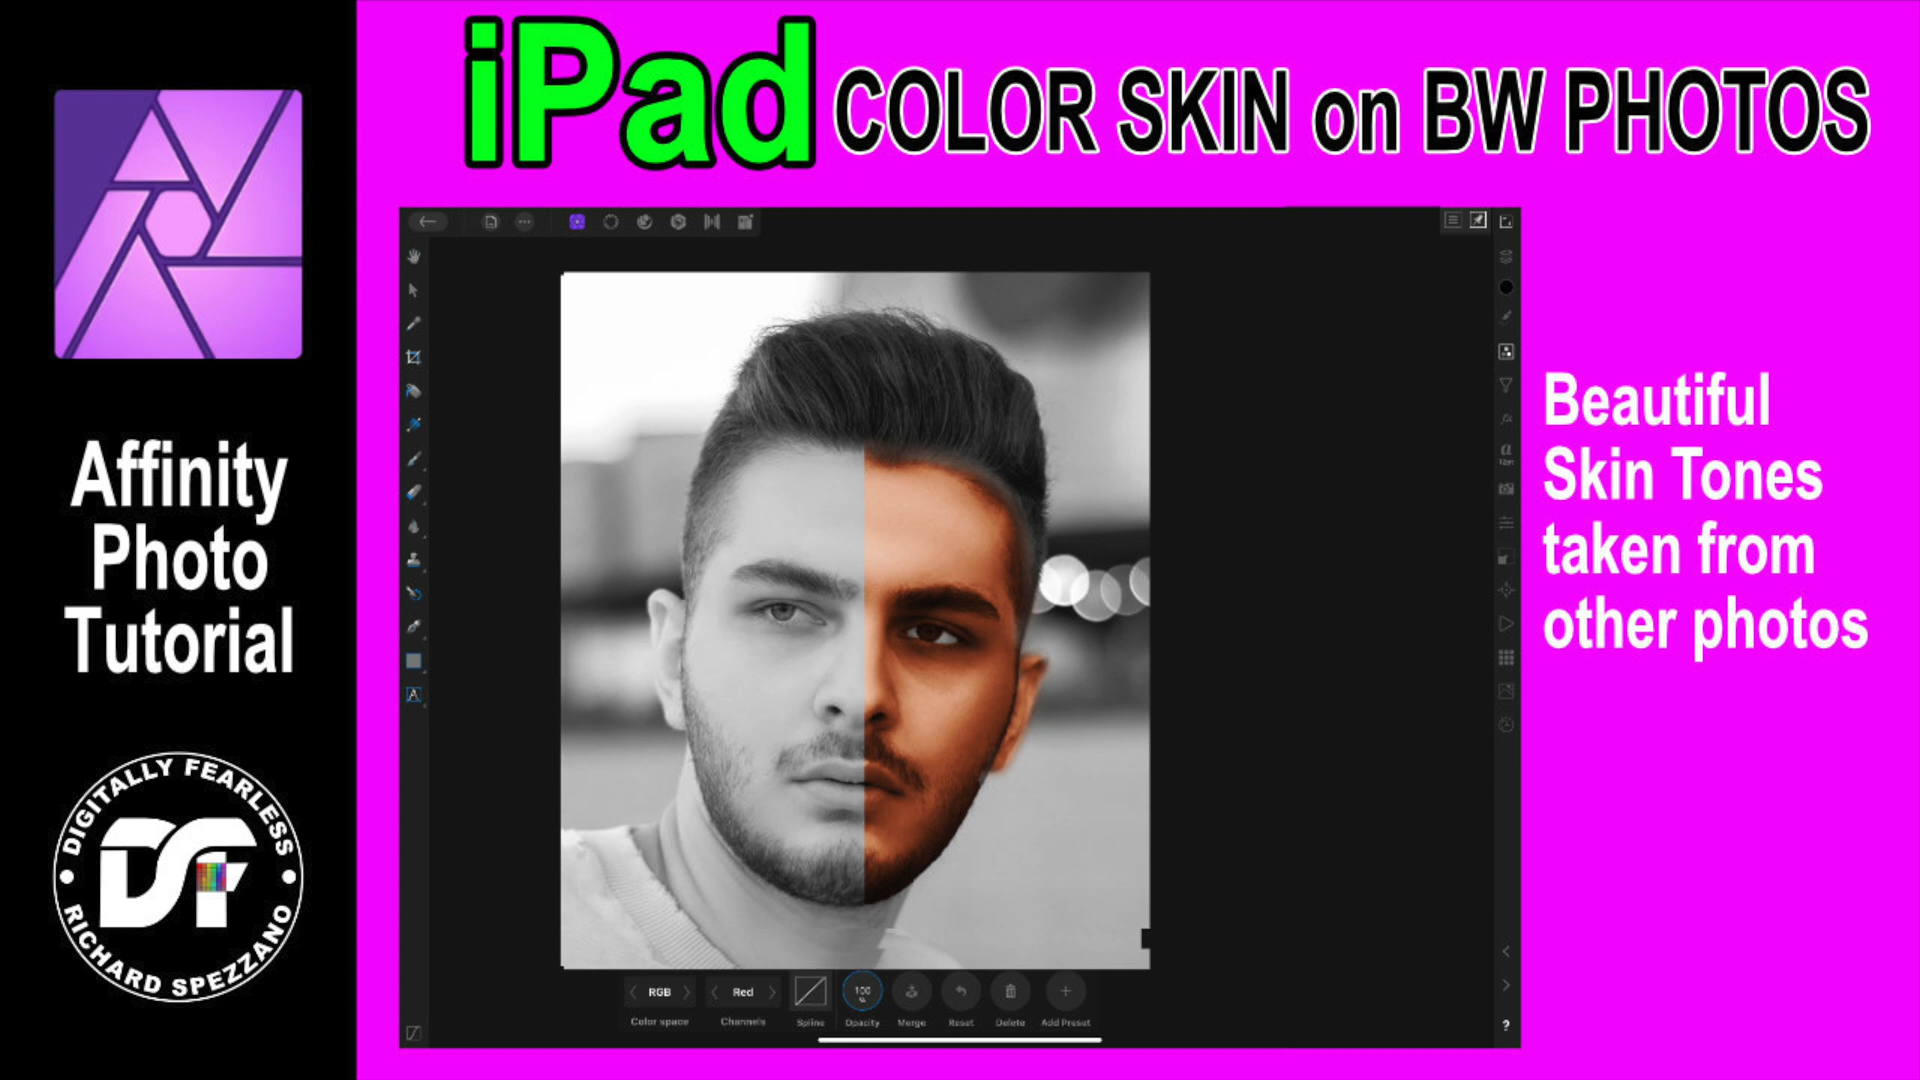 iPad COLOR SKIN on BW PHOTOS
Affinity
Photo
Tutorial
DIGITALLY FEARLESS
DSF
RICHARD SPEZZANO
Beautiful
Skin Tones
taken from
other photos
RGB
Red
100
%
Color space
Channels
Spline
Opacity
Merge
Reset
Delete
Add Preset
A
?